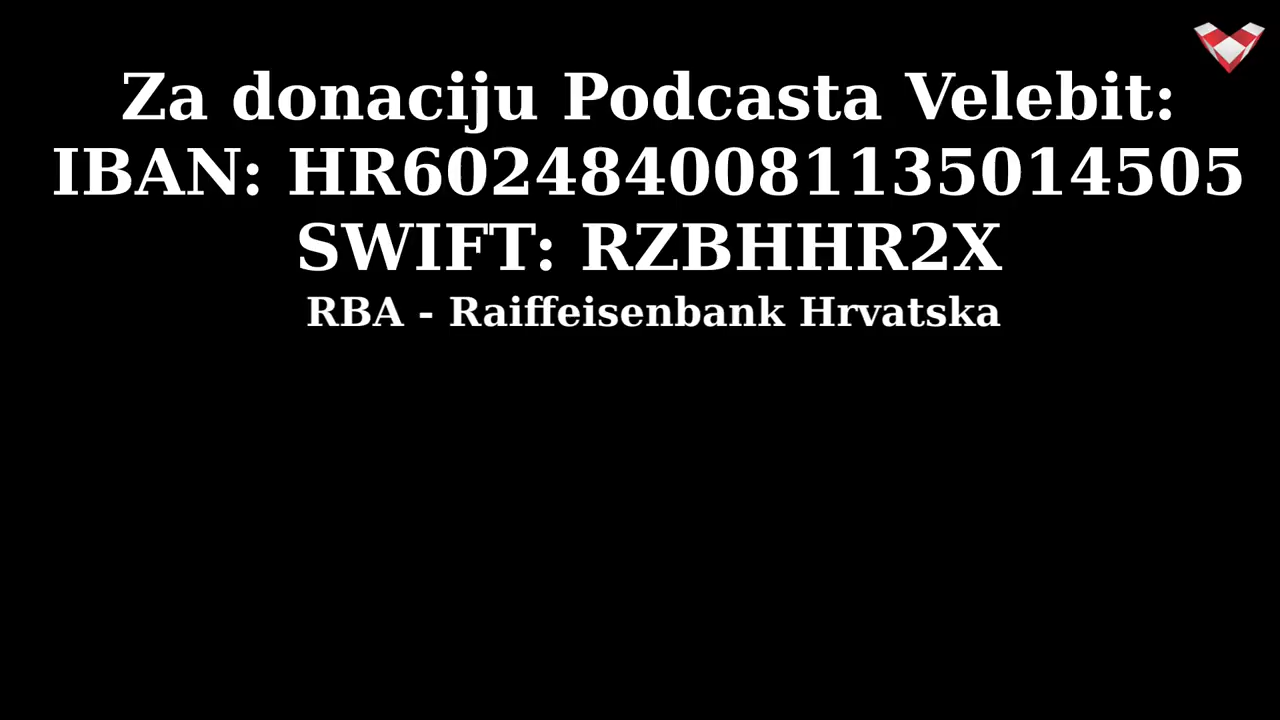 Za donaciju Podcasta Velebit:
IBAN: HR6024840081135014505
SWIFT: RZBHHR2X
RBA - Raiffeisenbank Hrvatska